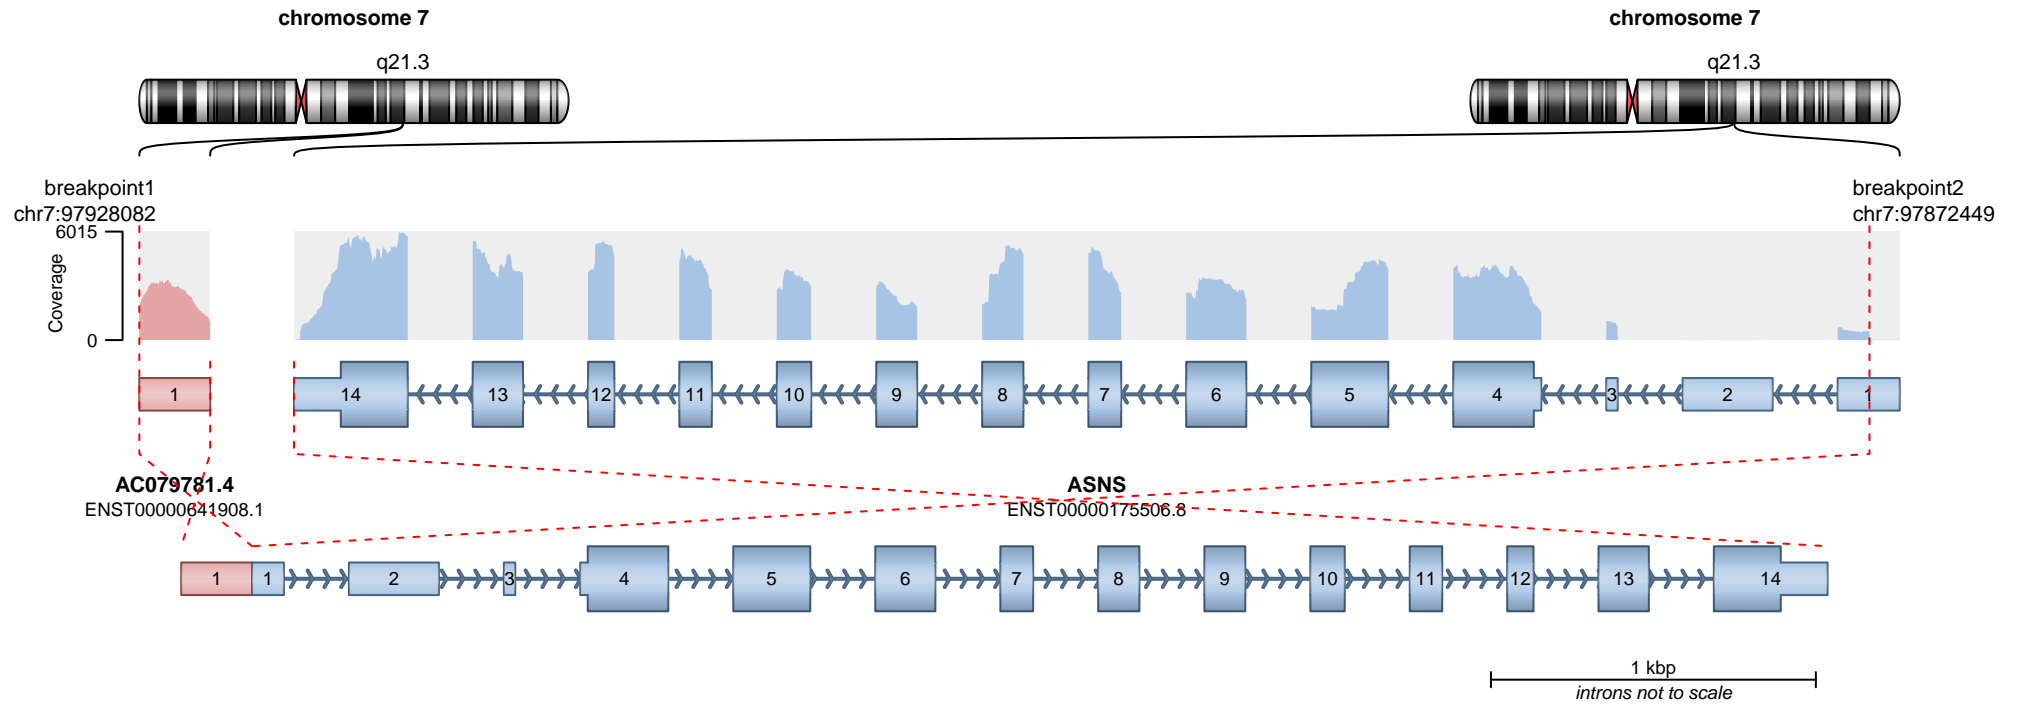 chromosome 7
chromosome 7
q21.3
q21.3
breakpoint1
chr7:97928082
breakpoint2
chr7:97872449
6015
Coverage
0
1
14
13
12
11
10
9
8
7
6
5
4
3
2
1
AC079781.4
ENST00000641908.1
ASNS
ENST00000175506.8
1
1
2
3
4
5
6
7
8
9
10
11
12
13
14
1 kbp
introns not to scale